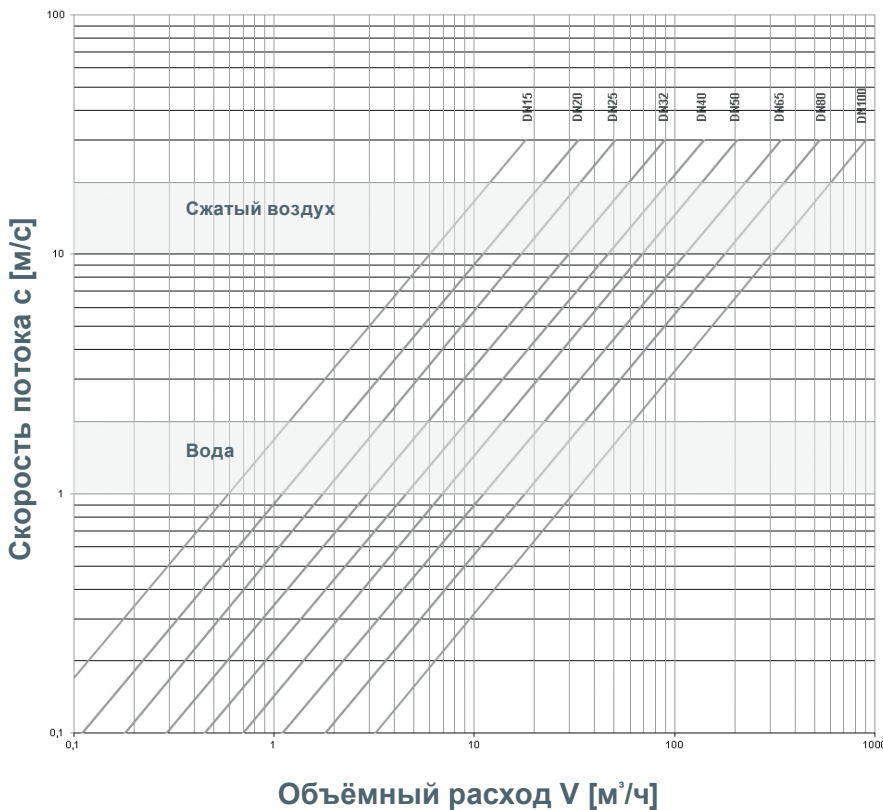 100
DN15 DN20 DN25 DN32 DN40 DN50 DN65 DN80 DN100
Сжатый воздух
10
Скорость потока c [м/с]
Вода
1
0,1
0,1 1 10 100 1000
Объёмный расход V [м³/ч]